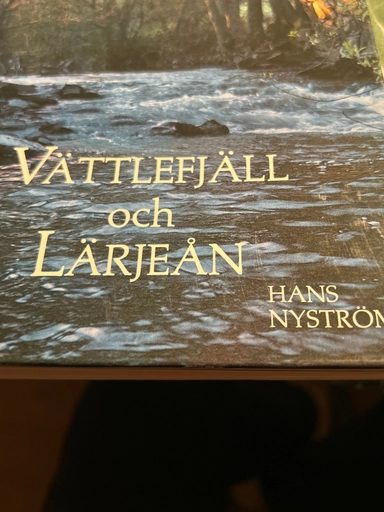 VÄTTLEFJÄLL
och
LÄRJEÅN
HANS
NYSTRÖM